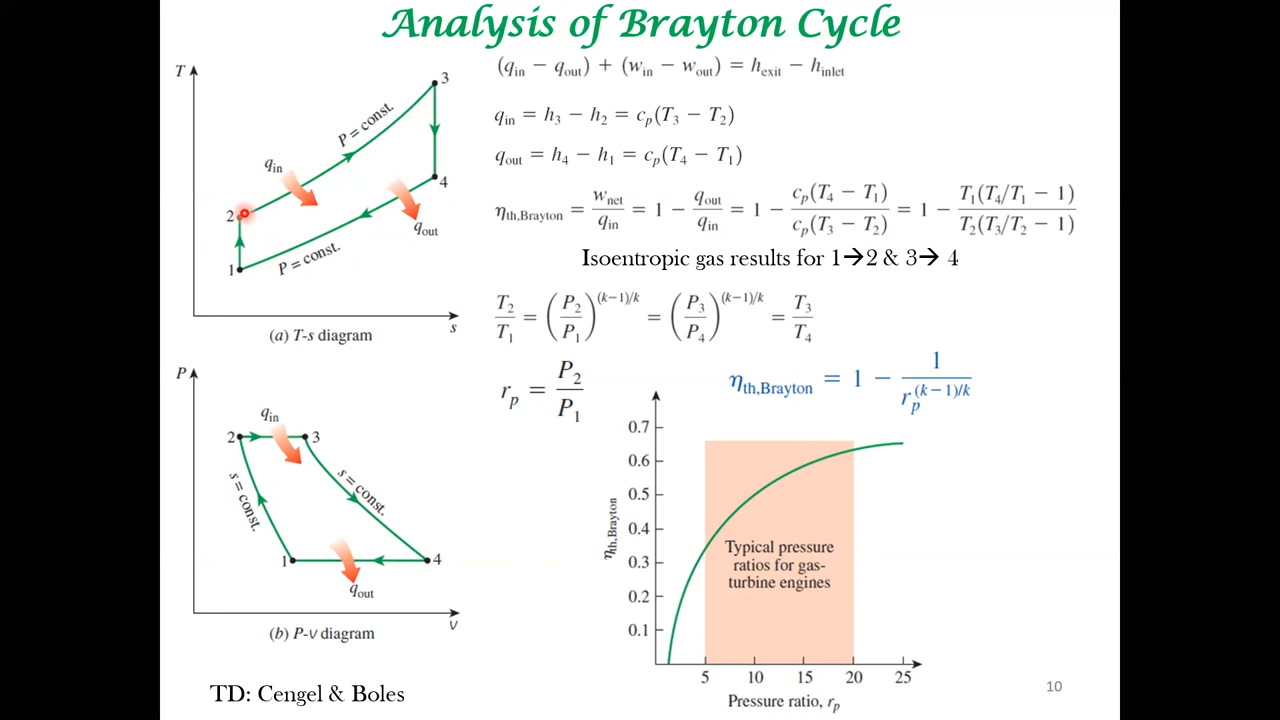 Analysis of Brayton Cycle
T
3
P = const.
q_in
2
4
q_out
1
P = const.
s
(a) T-s diagram
P
q_in
2
3
s = const.
s = const.
1
4
q_out
v
(b) P-v diagram
TD: Cengel & Boles
(q_in − q_out) + (w_in − w_out) = h_exit − h_inlet
q_in = h_3 − h_2 = c_p(T_3 − T_2)
q_out = h_4 − h_1 = c_p(T_4 − T_1)
η_th,Brayton = w_net/q_in = 1 − q_out/q_in = 1 − c_p(T_4 − T_1)/c_p(T_3 − T_2) = 1 − T_1(T_4/T_1 − 1)/T_2(T_3/T_2 − 1)
Isoentropic gas results for 1→2 & 3→ 4
T_2/T_1 = (P_2/P_1)^(k−1)/k = (P_3/P_4)^(k−1)/k = T_3/T_4
r_p = P_2/P_1
η_th,Brayton = 1 − 1/r_p^(k−1)/k
0.7
0.6
0.5
0.4
0.3
0.2
0.1
η_th,Brayton
Typical pressure
ratios for gas-
turbine engines
5 10 15 20 25
Pressure ratio, r_p
10